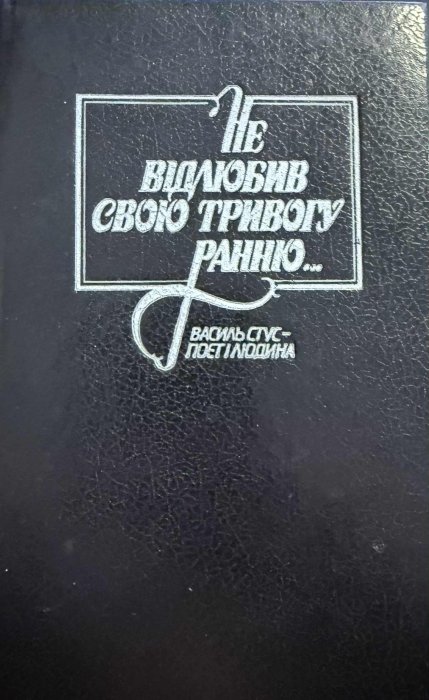 Не
відлюбив
свою тривогу
ранню...
ВАСИЛЬ СТУС –
ПОЕТ І ЛЮДИНА